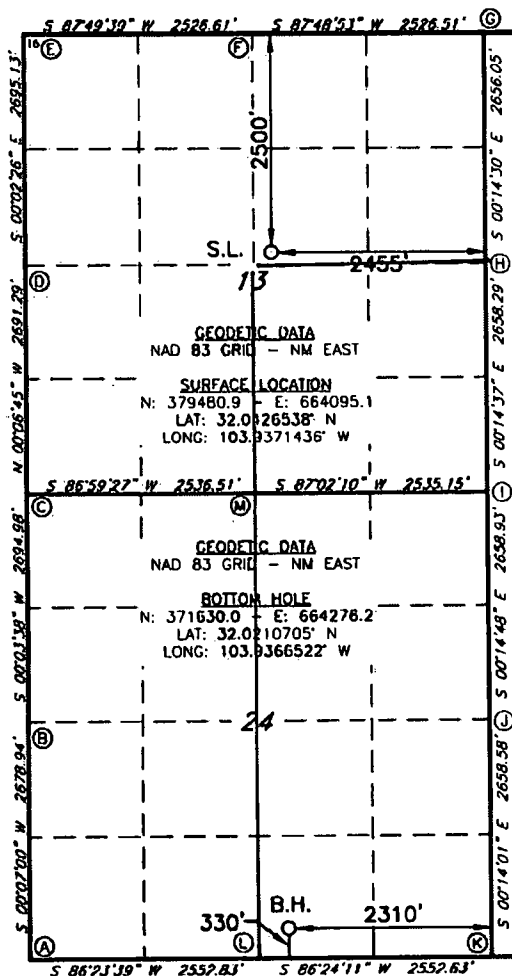 S 87°49'39" W 2526.61' S 87°48'53" W 2526.51' G
16 E F
S 00°02'26" E 2695.13'
S 00°14'30" E 2656.05'
2500'
S.L.
2455' H
D 13
N 00°06'45" W 2691.29'
S 00°14'37" E 2658.29'
GEODETIC DATA
NAD 83 GRID - NM EAST
SURFACE LOCATION
N: 379480.9 - E: 664095.1
LAT: N
LONG: 103.9371436° W
S 86°59'27" W 2536.51' S 87°02'10" W 2535.15' I
C M
S 00°03'38" W 2694.98'
S 00°14'48" E 2658.93'
GEODETIC DATA
NAD 83 GRID - NM EAST
BOTTOM HOLE
N: 371630.0 - E: 664276.2
LAT: 32.0210705° N
LONG: 103.9366522° W
24 J
B
S 00°07'00" W 2678.94'
S 00°14'01" E 2658.58'
B.H.
330' 2310'
A L K
S 86°23'39" W 2552.83' S 86°24'11" W 2552.63'